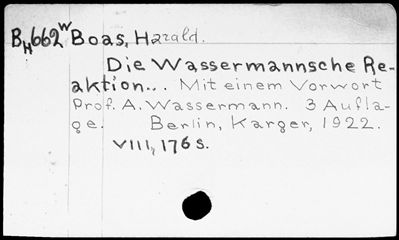 BH662W Boas, Harald.
Die Wassermannsche Re-
aktion... Mit einem Vorwort
Prof. A. Wassermann. 3 Aufla-
ge. Berlin, Karger, 1922.
VIII, 176 S.